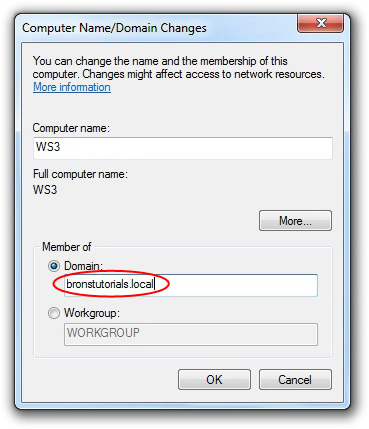 Computer Name/Domain Changes
You can change the name and the membership of this
computer. Changes might affect access to network resources.
More information
Computer name:
WS3
Full computer name:
WS3
More...
Member of
Domain:
bronstutorials.local
Workgroup:
WORKGROUP
OK Cancel